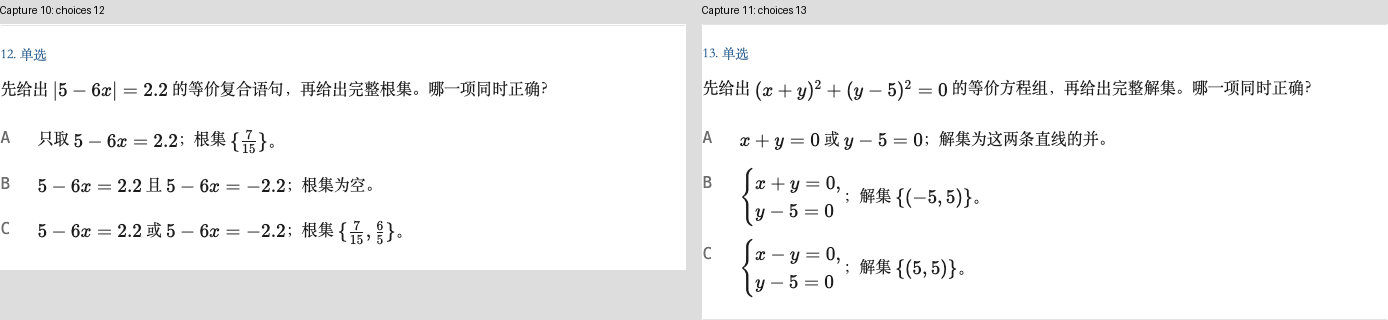 Capture 10: choices 12
12. 单选
先给出 |5 − 6x| = 2.2 的等价复合语句，再给出完整根集。哪一项同时正确？
A 只取 5 − 6x = 2.2；根集 {7/15}。
B 5 − 6x = 2.2 且 5 − 6x = −2.2；根集为空。
C 5 − 6x = 2.2 或 5 − 6x = −2.2；根集 {7/15, 6/5}。
Capture 11: choices 13
13. 单选
先给出 (x + y)² + (y − 5)² = 0 的等价方程组，再给出完整解集。哪一项同时正确？
A x + y = 0 或 y − 5 = 0；解集为这两条直线的并。
B { x + y = 0,
y − 5 = 0 ；解集 {(−5, 5)}。
C { x − y = 0,
y − 5 = 0 ；解集 {(5, 5)}。